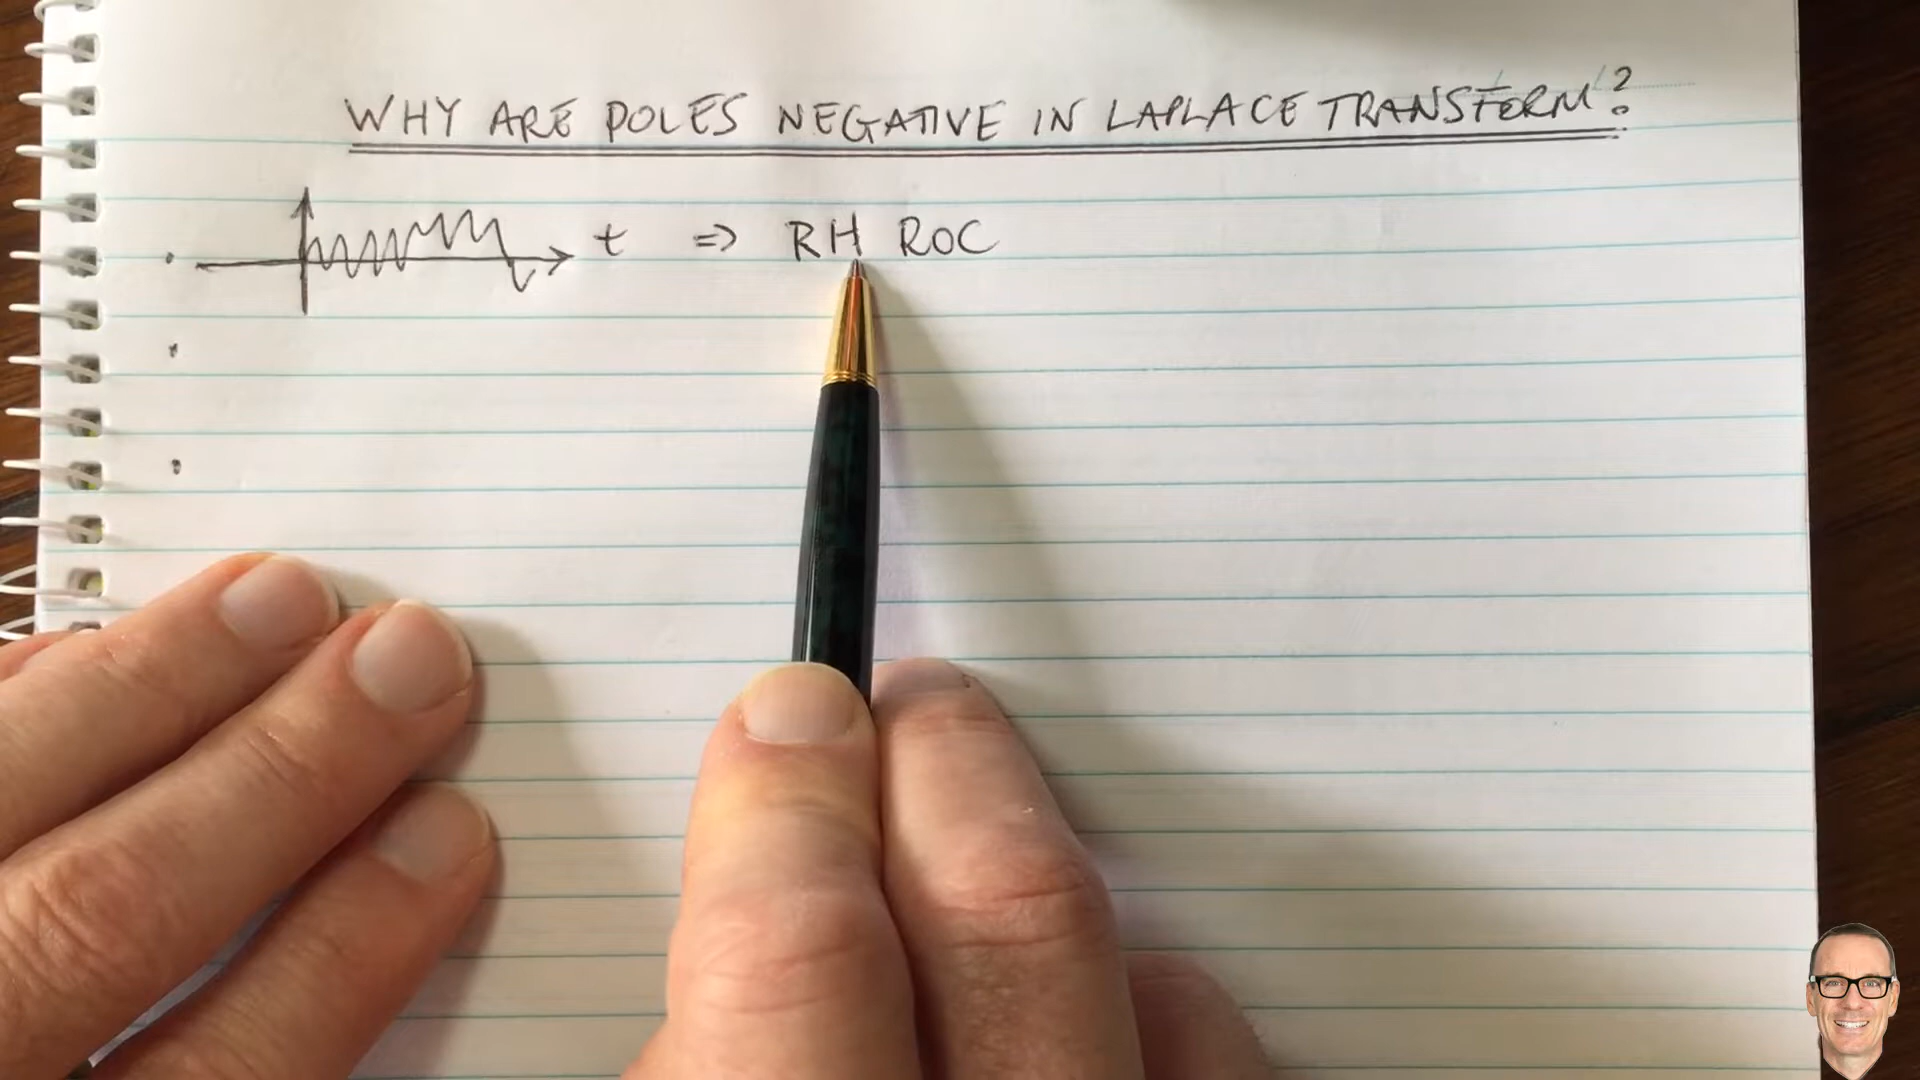 WHY ARE POLES NEGATIVE IN LAPLACE TRANSFORM?
t => RH ROC